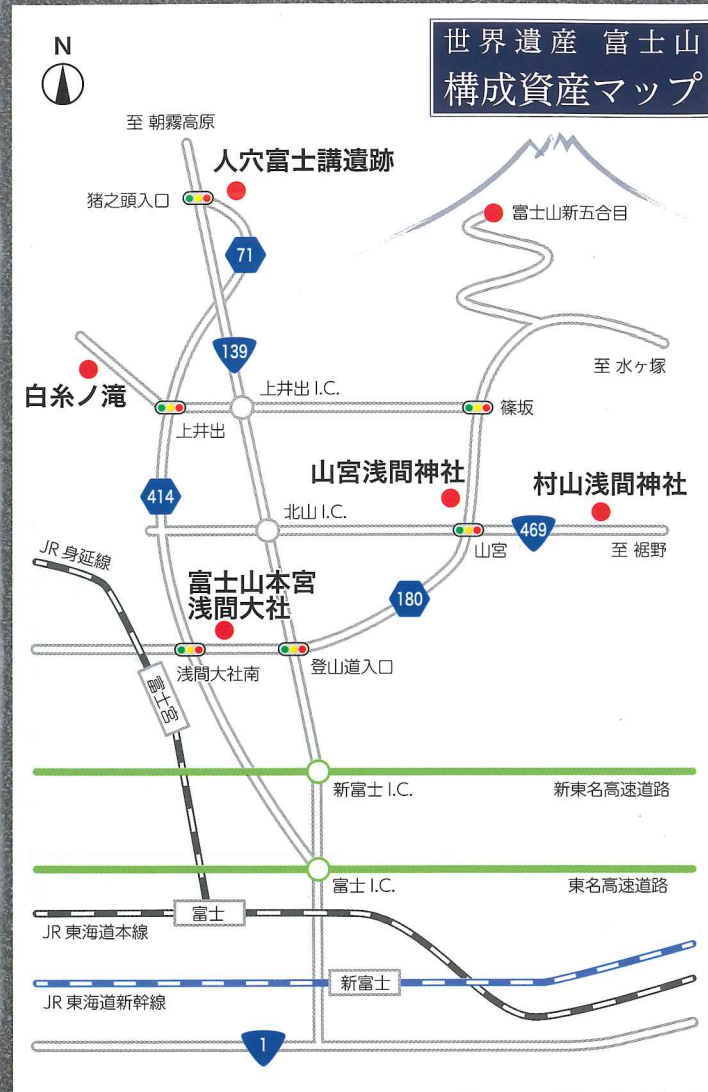 世界遺産 富士山
構成資産マップ
N
至 朝霧高原
人穴富士講遺跡
猪之頭入口
富士山新五合目
71
139
至 水ヶ塚
白糸ノ滝
上井出 I.C.
上井出
篠坂
山宮浅間神社
村山浅間神社
414
北山 I.C.
469
山宮
至 裾野
JR 身延線
富士山本宮
浅間大社
180
浅間大社南
登山道入口
富士宮
新富士 I.C.
新東名高速道路
富士 I.C.
東名高速道路
富士
JR 東海道本線
新富士
JR 東海道新幹線
1